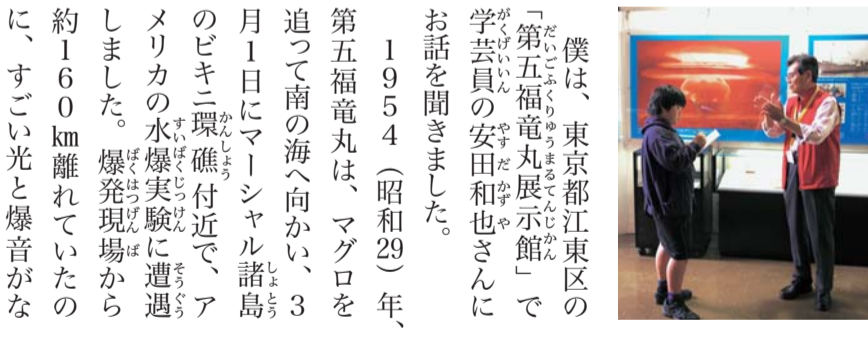 僕は、東京都江東区の
「第五福竜丸展示館」で
学芸員の安田和也さんに
お話を聞きました。
1954（昭和29）年、
第五福竜丸は、マグロを
追って南の海へ向かい、3
月1日にマーシャル諸島
のビキニ環礁付近で、ア
メリカの水爆実験に遭遇
しました。爆発現場から
約160㎞離れていたの
に、すごい光と爆音がな